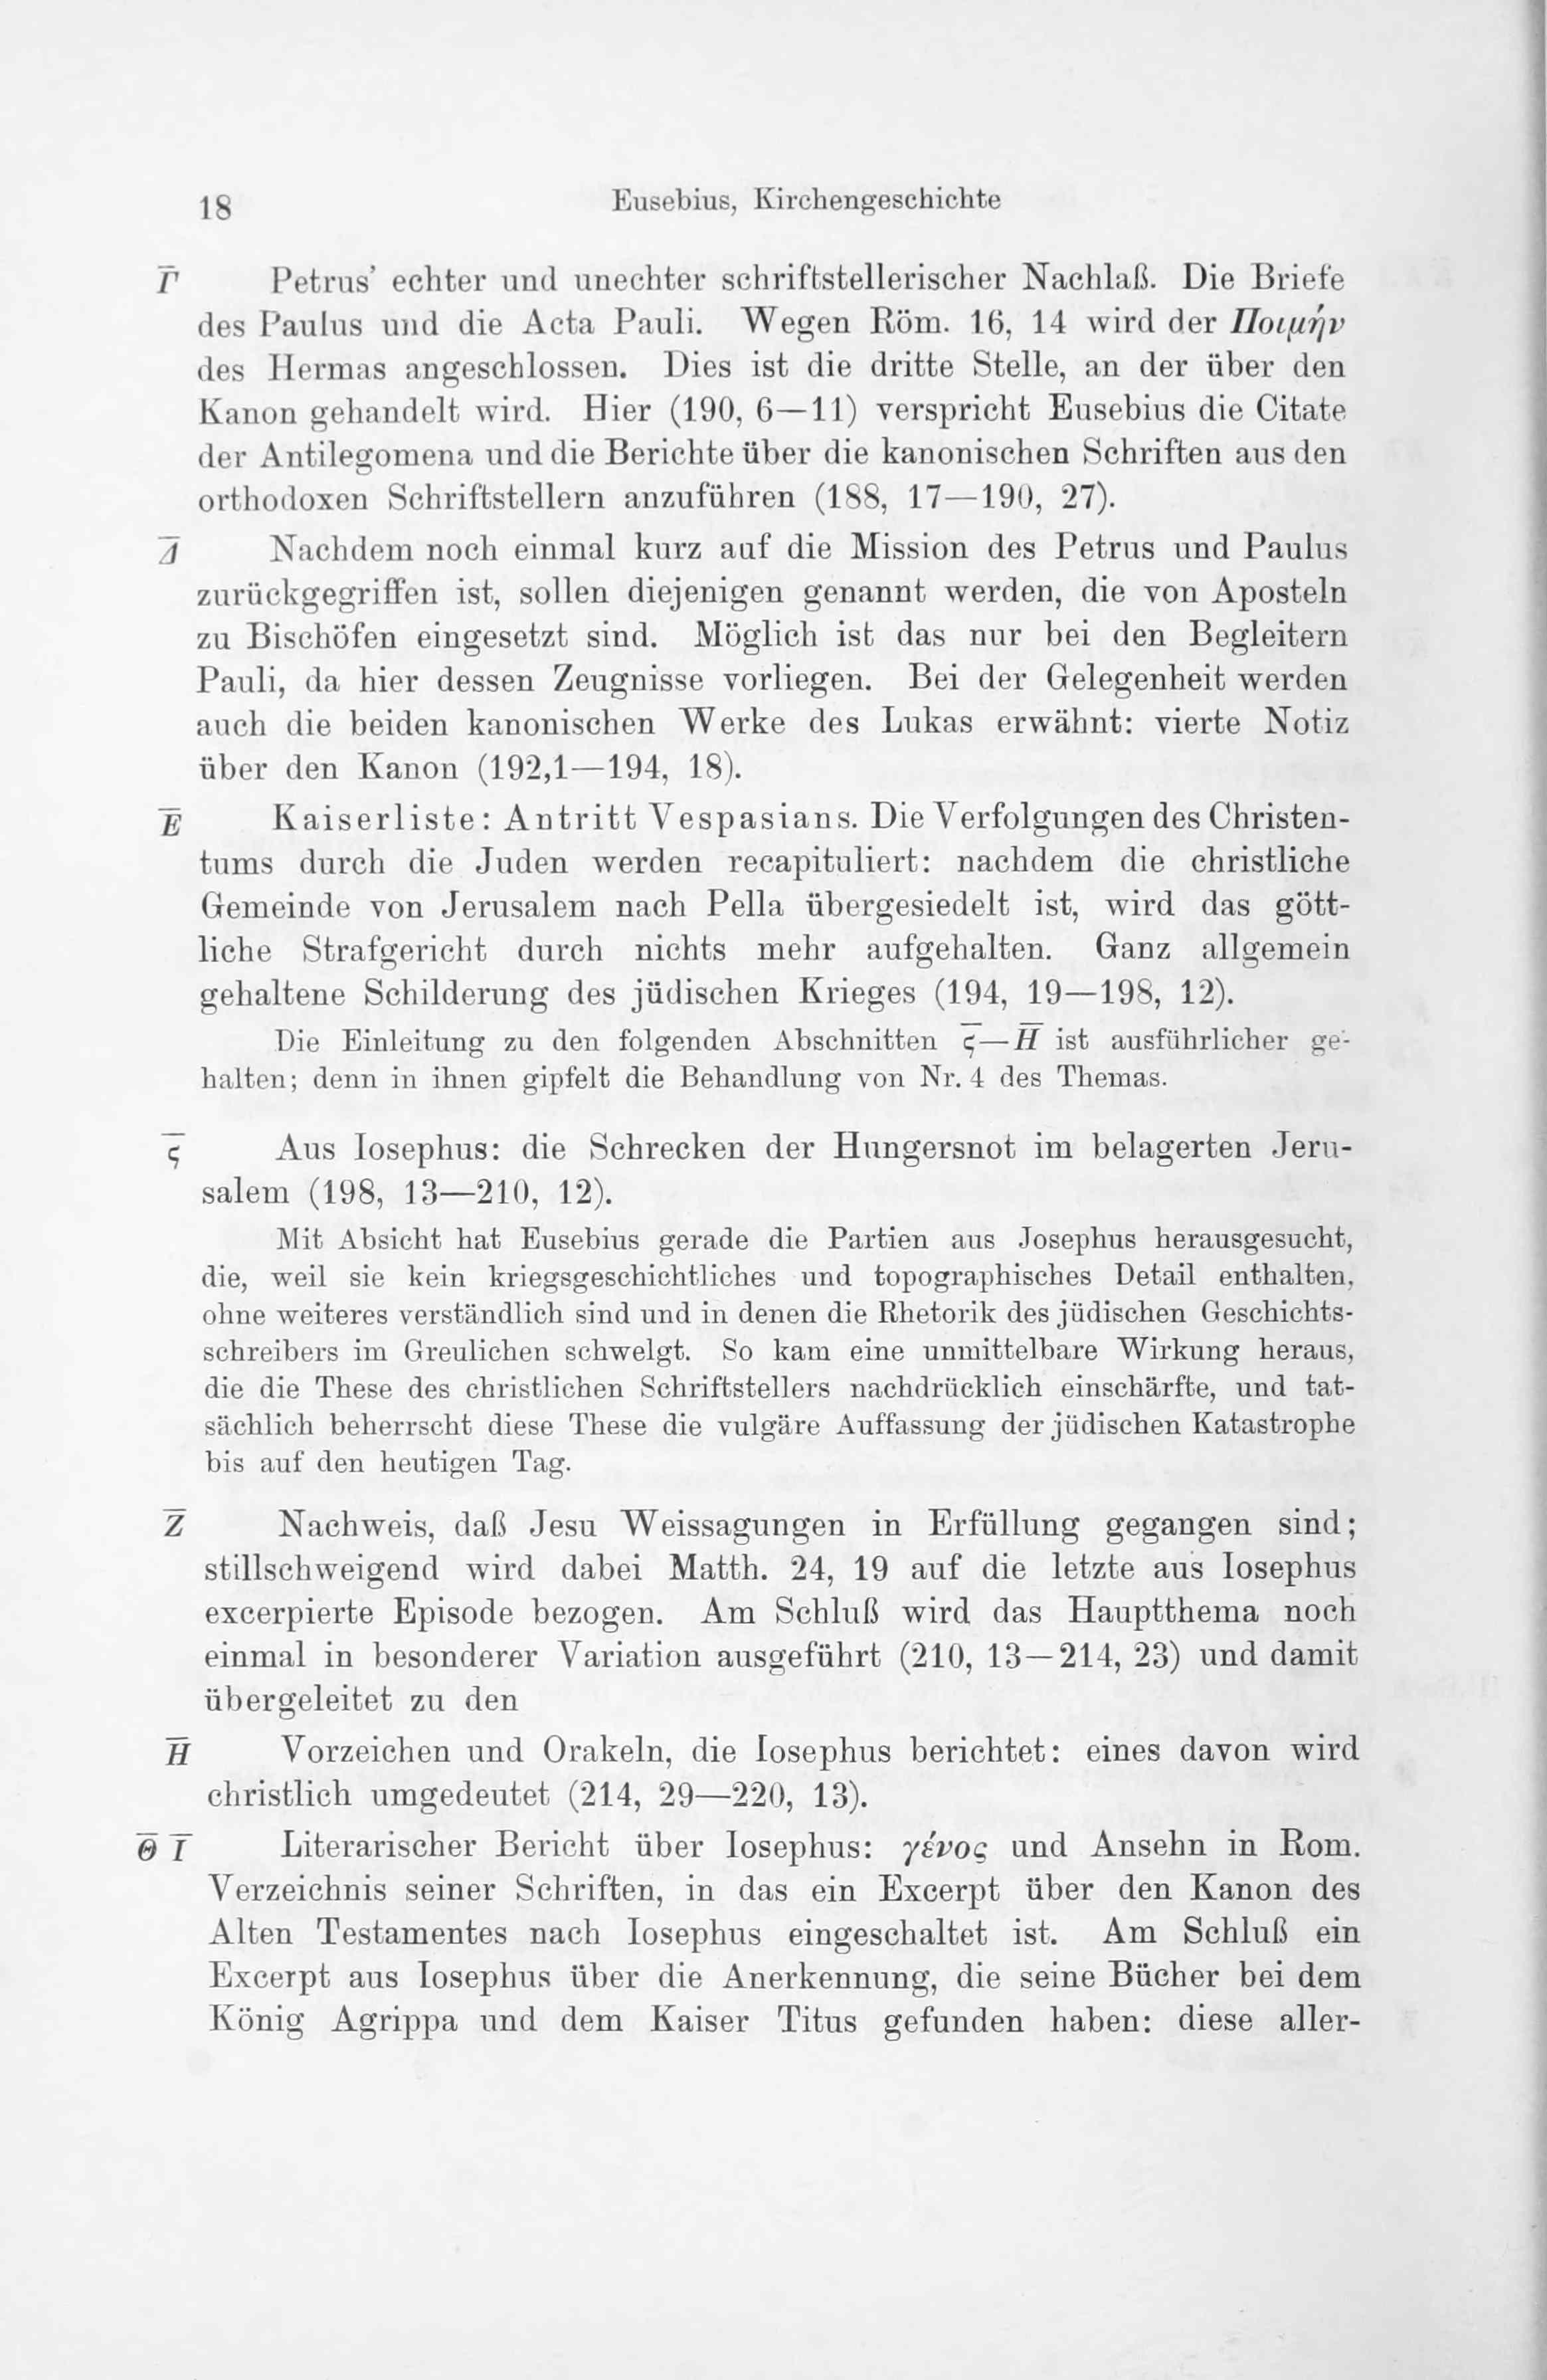 18 Eusebius, Kirchengeschichte
Γ̅ Petrus’ echter und unechter schriftstellerischer Nachlaß. Die Briefe
des Paulus und die Acta Pauli. Wegen Röm. 16, 14 wird der Ποιμήν
des Hermas angeschlossen. Dies ist die dritte Stelle, an der über den
Kanon gehandelt wird. Hier (190, 6—11) verspricht Eusebius die Citate
der Antilegomena und die Berichte über die kanonischen Schriften aus den
orthodoxen Schriftstellern anzuführen (188, 17—190, 27).
Δ̅ Nachdem noch einmal kurz auf die Mission des Petrus und Paulus
zurückgegriffen ist, sollen diejenigen genannt werden, die von Aposteln
zu Bischöfen eingesetzt sind. Möglich ist das nur bei den Begleitern
Pauli, da hier dessen Zeugnisse vorliegen. Bei der Gelegenheit werden
auch die beiden kanonischen Werke des Lukas erwähnt: vierte Notiz
über den Kanon (192,1—194, 18).
Ε̅ Kaiserliste: Antritt Vespasians. Die Verfolgungen des Christen-
tums durch die Juden werden recapituliert: nachdem die christliche
Gemeinde von Jerusalem nach Pella übergesiedelt ist, wird das gött-
liche Strafgericht durch nichts mehr aufgehalten. Ganz allgemein
gehaltene Schilderung des jüdischen Krieges (194, 19—198, 12).
Die Einleitung zu den folgenden Abschnitten ς̅—Η̅ ist ausführlicher ge-
halten; denn in ihnen gipfelt die Behandlung von Nr. 4 des Themas.
ς̅ Aus Iosephus: die Schrecken der Hungersnot im belagerten Jeru-
salem (198, 13—210, 12).
Mit Absicht hat Eusebius gerade die Partien aus Josephus herausgesucht,
die, weil sie kein kriegsgeschichtliches und topographisches Detail enthalten,
ohne weiteres verständlich sind und in denen die Rhetorik des jüdischen Geschichts-
schreibers im Greulichen schwelgt. So kam eine unmittelbare Wirkung heraus,
die die These des christlichen Schriftstellers nachdrücklich einschärfte, und tat-
sächlich beherrscht diese These die vulgäre Auffassung der jüdischen Katastrophe
bis auf den heutigen Tag.
Ζ̅ Nachweis, daß Jesu Weissagungen in Erfüllung gegangen sind;
stillschweigend wird dabei Matth. 24, 19 auf die letzte aus Iosephus
excerpierte Episode bezogen. Am Schluß wird das Hauptthema noch
einmal in besonderer Variation ausgeführt (210, 13—214, 23) und damit
übergeleitet zu den
Η̅ Vorzeichen und Orakeln, die Iosephus berichtet: eines davon wird
christlich umgedeutet (214, 29—220, 13).
Θ̅ Ι̅ Literarischer Bericht über Iosephus: γένος und Ansehn in Rom.
Verzeichnis seiner Schriften, in das ein Excerpt über den Kanon des
Alten Testamentes nach Iosephus eingeschaltet ist. Am Schluß ein
Excerpt aus Iosephus über die Anerkennung, die seine Bücher bei dem
König Agrippa und dem Kaiser Titus gefunden haben: diese aller-